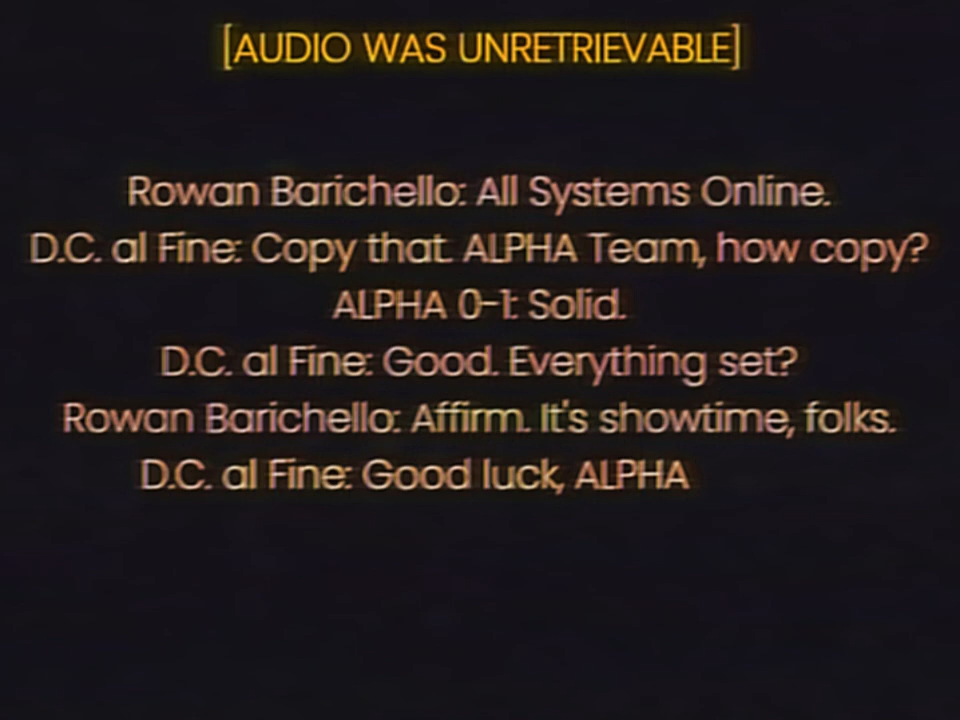 [AUDIO WAS UNRETRIEVABLE]
Rowan Barichello: All Systems Online.
D.C. al Fine: Copy that. ALPHA Team, how copy?
ALPHA 0-1: Solid.
D.C. al Fine: Good. Everything set?
Rowan Barichello: Affirm. It's showtime, folks.
D.C. al Fine: Good luck, ALPHA